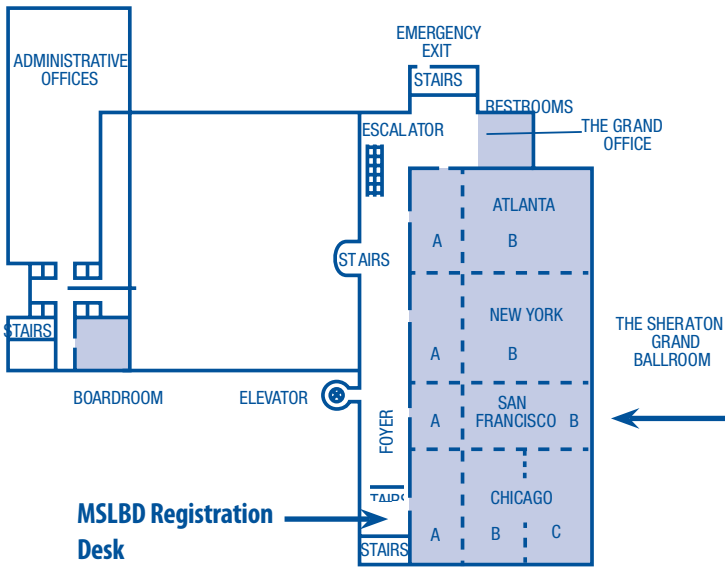 ADMINISTRATIVE
OFFICES
EMERGENCY
EXIT
STAIRS
RESTROOMS
ESCALATOR
THE GRAND
OFFICE
ATLANTA
A
B
STAIRS
NEW YORK
A
B
THE SHERATON
GRAND
BALLROOM
STAIRS
BOARDROOM
ELEVATOR
FOYER
SAN
A
FRANCISCO
B
CHICAGO
MSLBD Registration
Desk
A
B
C
STAIRS